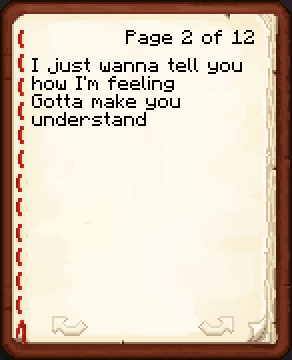 Page 2 of 12
I just wanna tell you
how I'm feeling
Gotta make you
understand